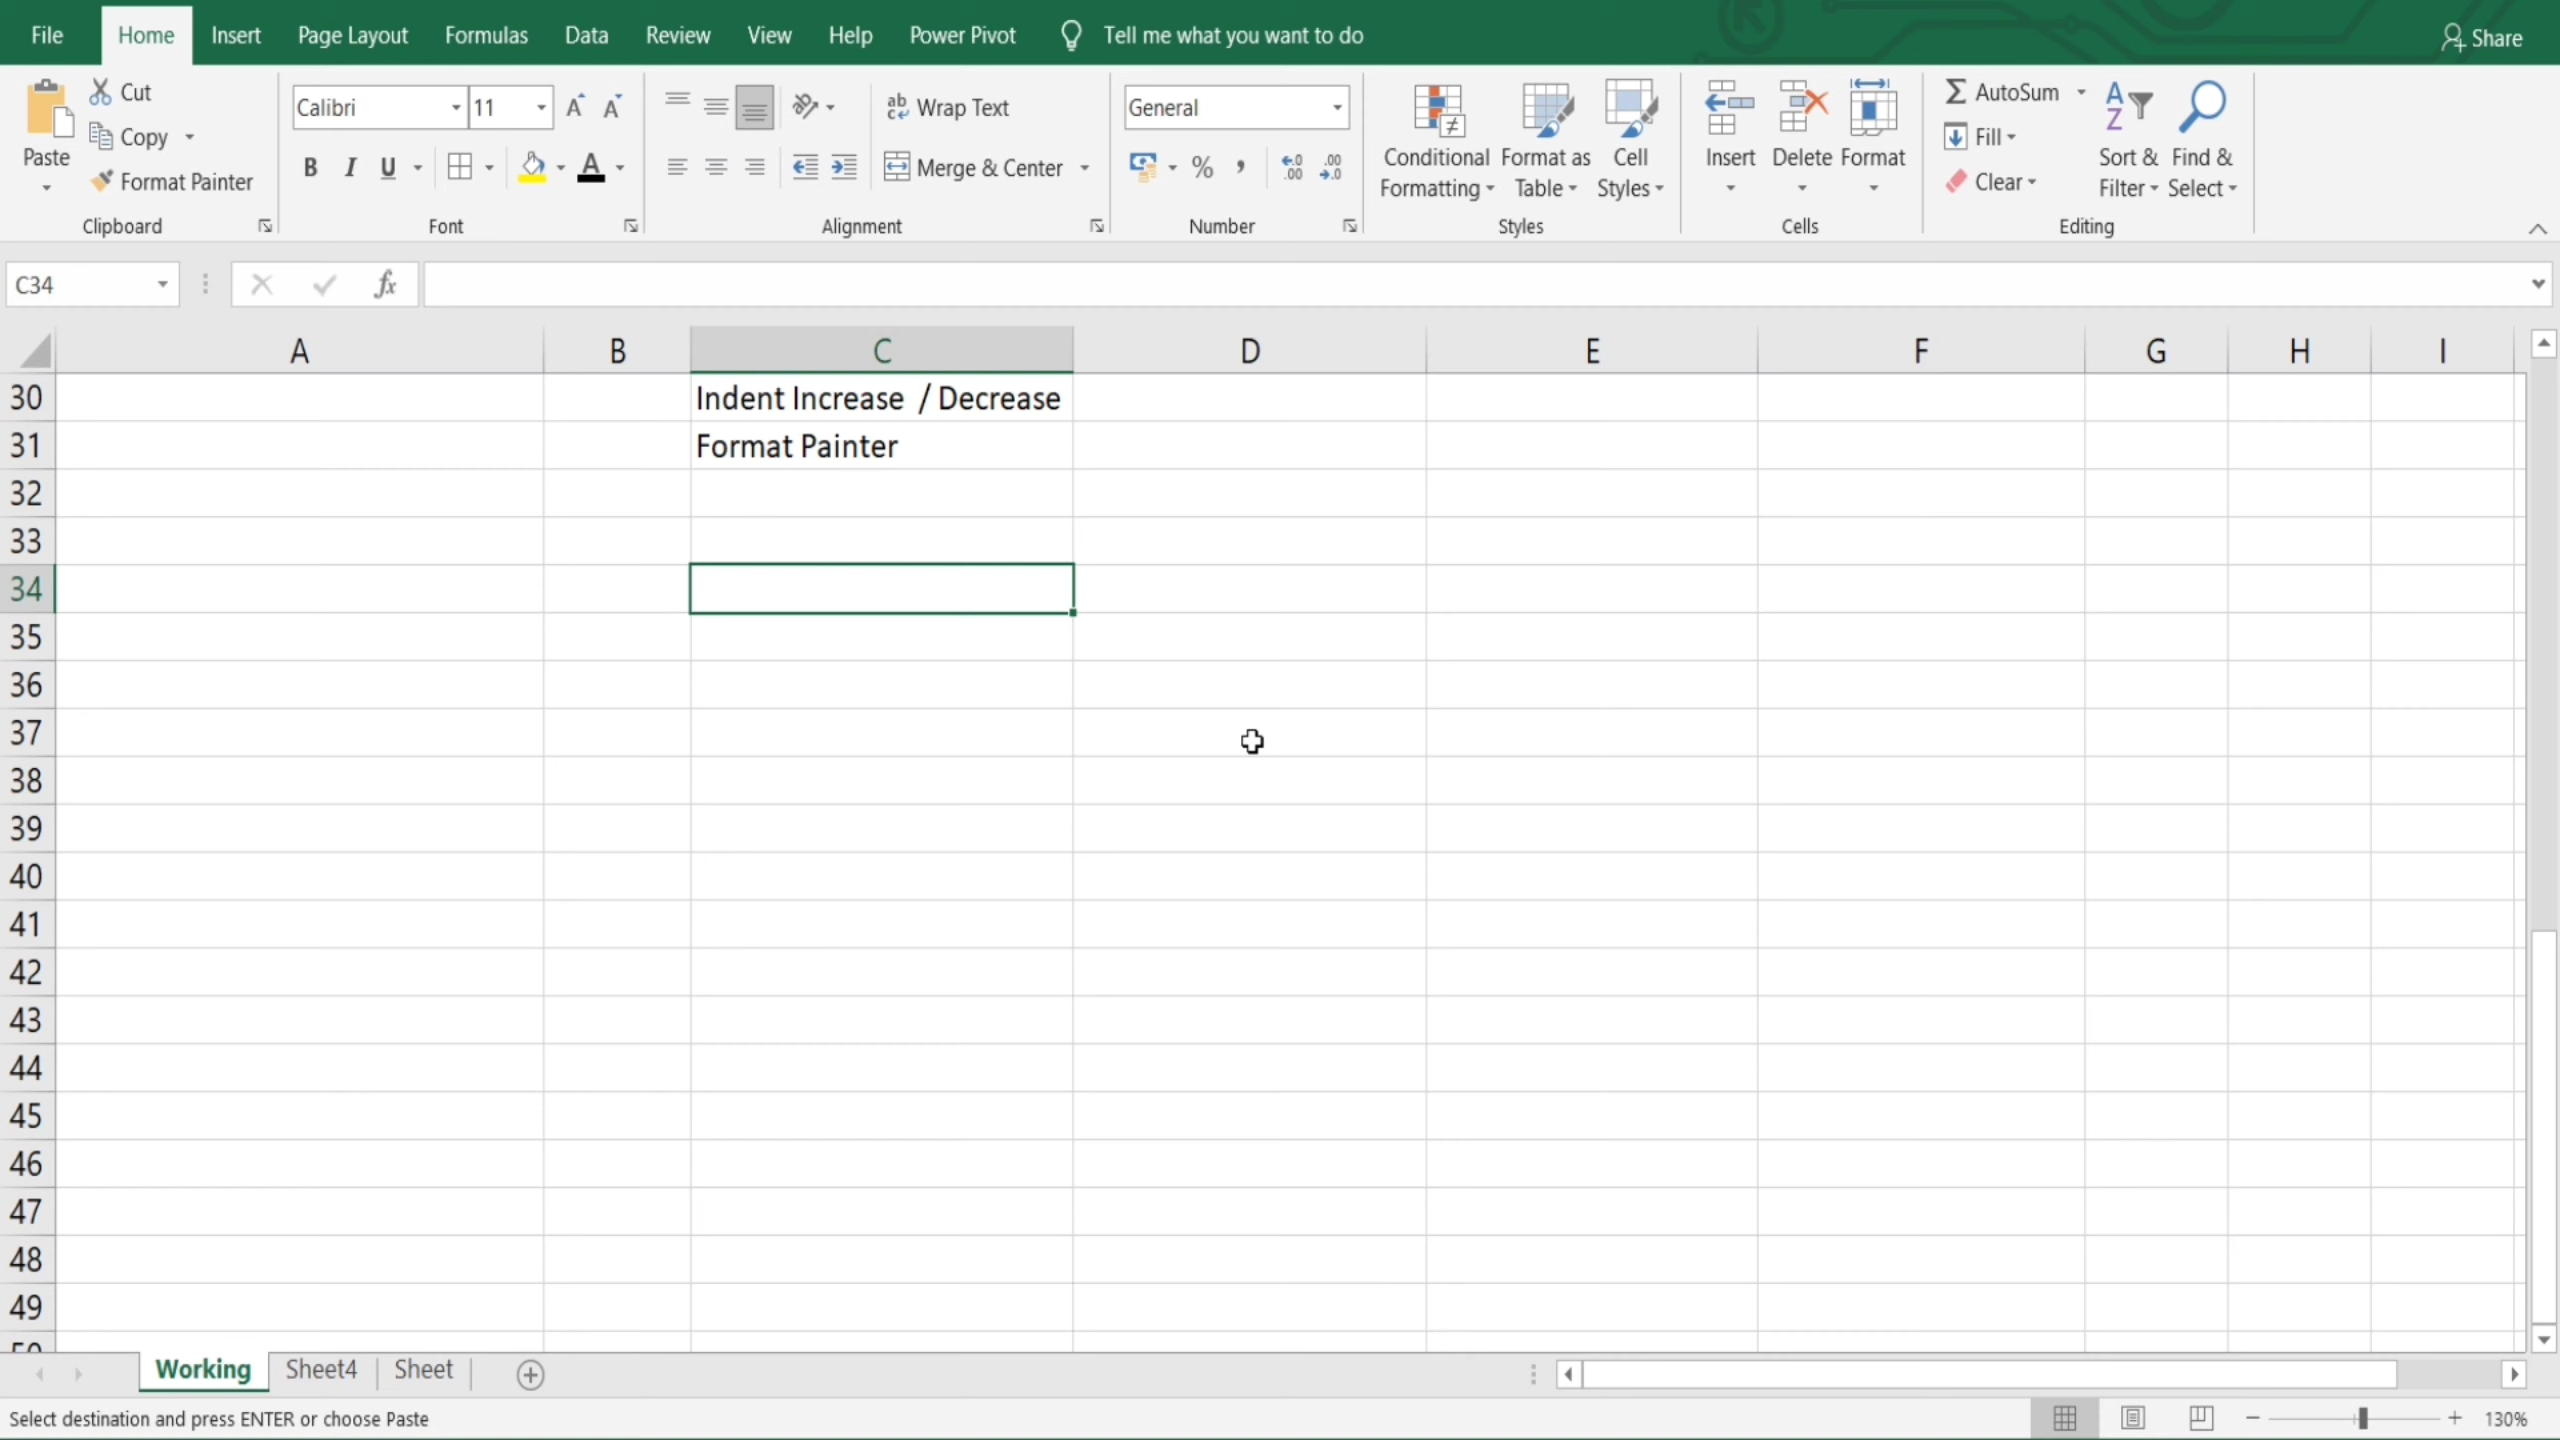 File Home Insert Page Layout Formulas Data Review View Help Power Pivot Tell me what you want to do Share
Paste
Cut
Copy
Format Painter
Clipboard
Calibri 11
B I U A
Font
Wrap Text
Merge & Center
Alignment
General
% ,
Number
Conditional Formatting
Format as Table
Cell Styles
Styles
Insert Delete Format
Cells
AutoSum
Fill
Clear
Sort & Filter
Find & Select
Editing
C34 fx
A B C D E F G H I
30 Indent Increase / Decrease
31 Format Painter
32
33
34
35
36
37
38
39
40
41
42
43
44
45
46
47
48
49
50
Working Sheet4 Sheet
Select destination and press ENTER or choose Paste 130%